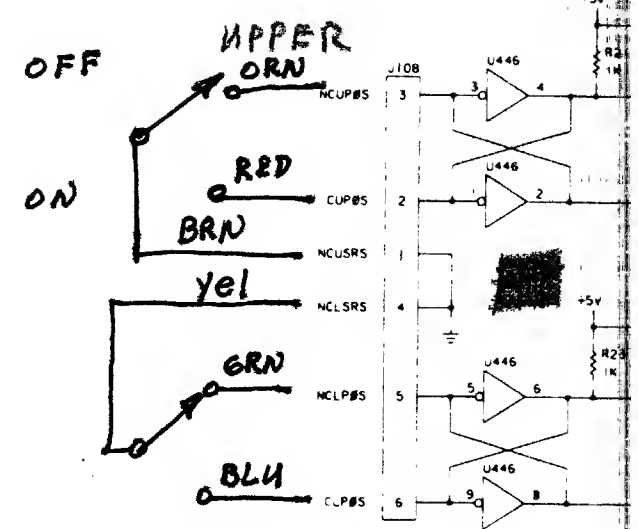 OFF
UPPER
ORN
J108
U446
NCUPØS 3 3 4
1K
U446
ON
RED
CUPØS 2 1 2
BRN
NCUSRS 1
yel
NCLSRS 4
+5v
U446
R23
1K
GRN
NCLPØS 5 5 6
U446
BLU
CLPØS 6 9 8